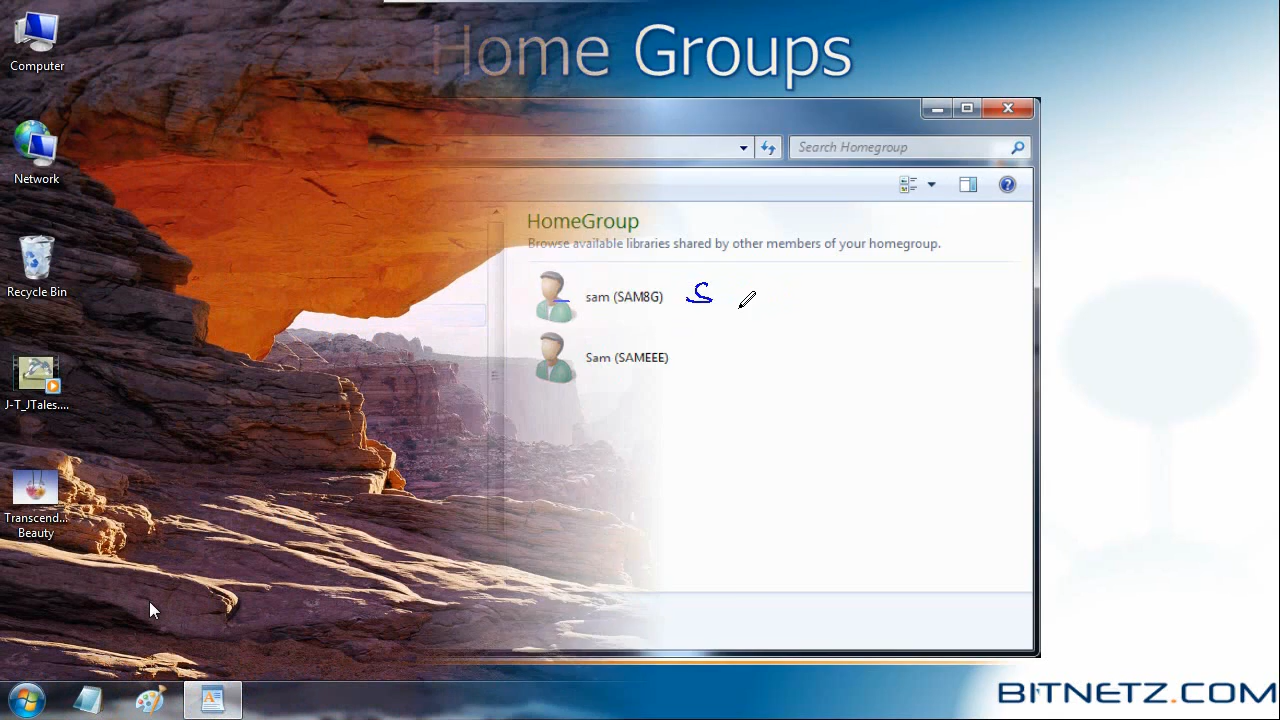 Home Groups
Computer
Search Homegroup
Network
HomeGroup
Browse available libraries shared by other members of your homegroup.
Recycle Bin
sam (SAM8G)
S
Sam (SAMEEE)
J-T_JTales....
Transcend...
Beauty
BITNETZ.COM